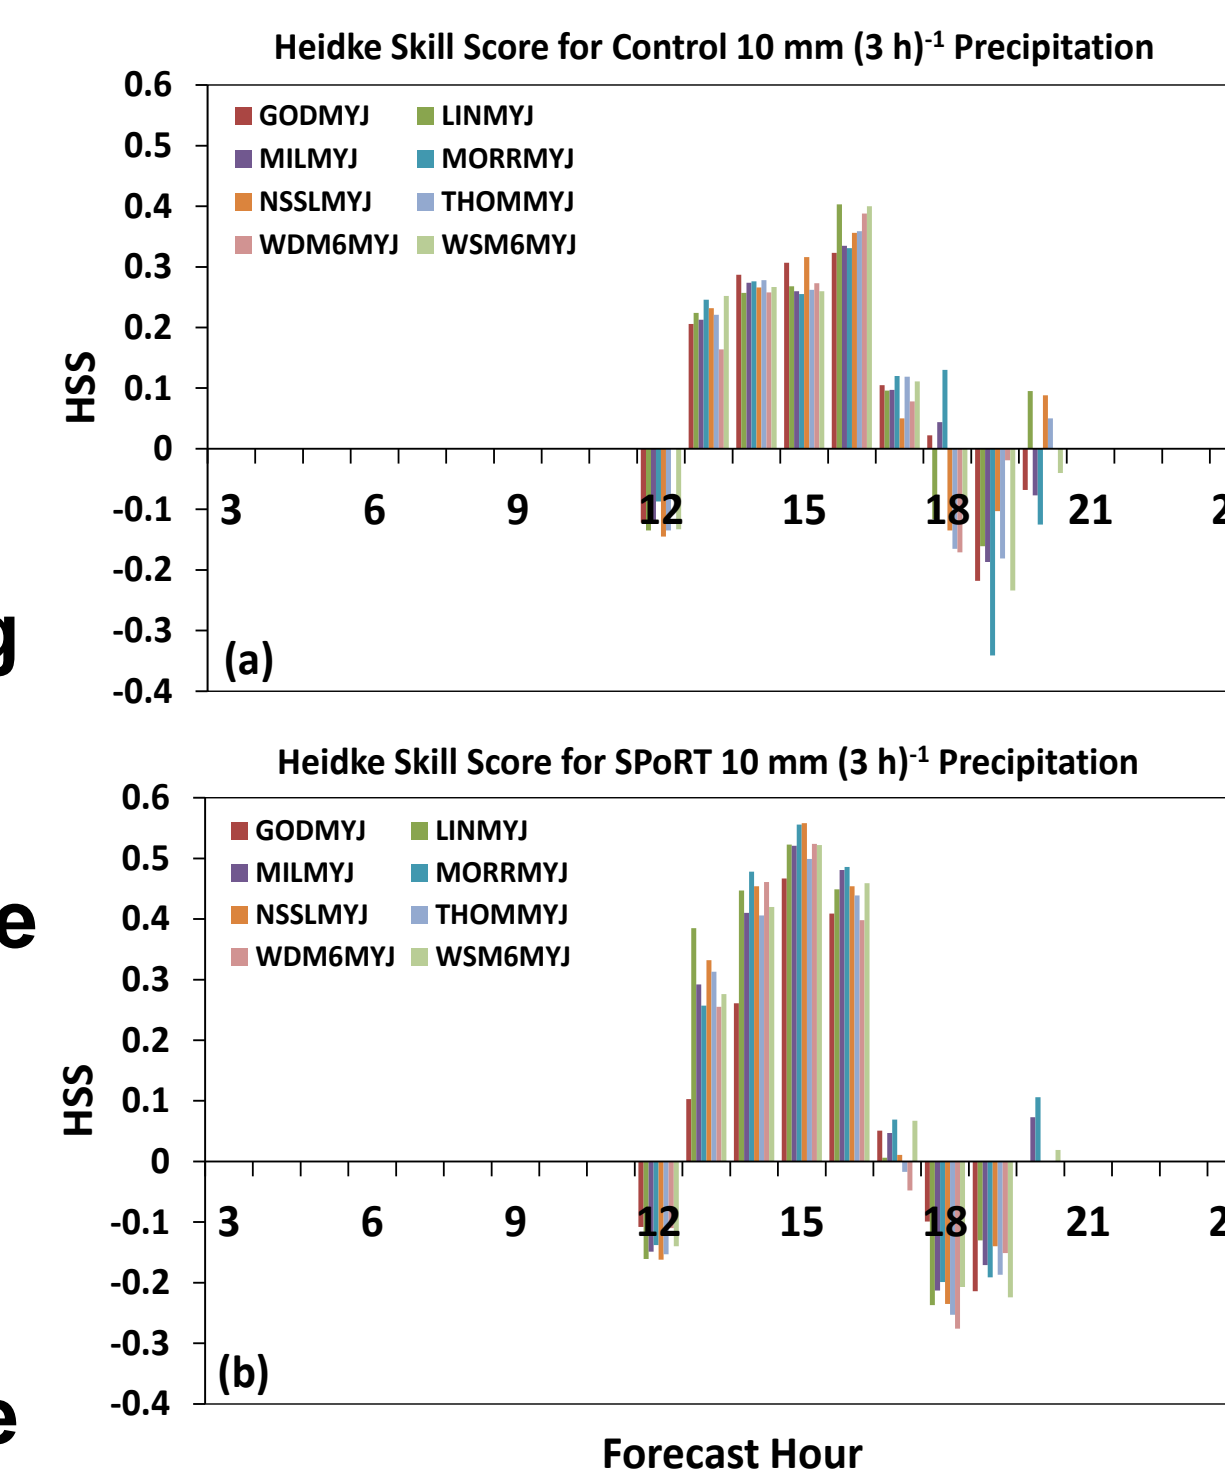 Heidke Skill Score for Control 10 mm (3 h)-1 Precipitation
0.6
0.5
0.4
0.3
0.2
0.1
0
-0.1
-0.2
-0.3
-0.4
HSS
GODMYJ LINMYJ
MILMYJ MORRMYJ
NSSLMYJ THOMMYJ
WDM6MYJ WSM6MYJ
3 6 9 12 15 18 21 2
(a)
g
Heidke Skill Score for SPoRT 10 mm (3 h)-1 Precipitation
0.6
0.5
0.4
0.3
0.2
0.1
0
-0.1
-0.2
-0.3
-0.4
HSS
GODMYJ LINMYJ
MILMYJ MORRMYJ
NSSLMYJ THOMMYJ
WDM6MYJ WSM6MYJ
e
3 6 9 12 15 18 21 2
(b)
e
Forecast Hour